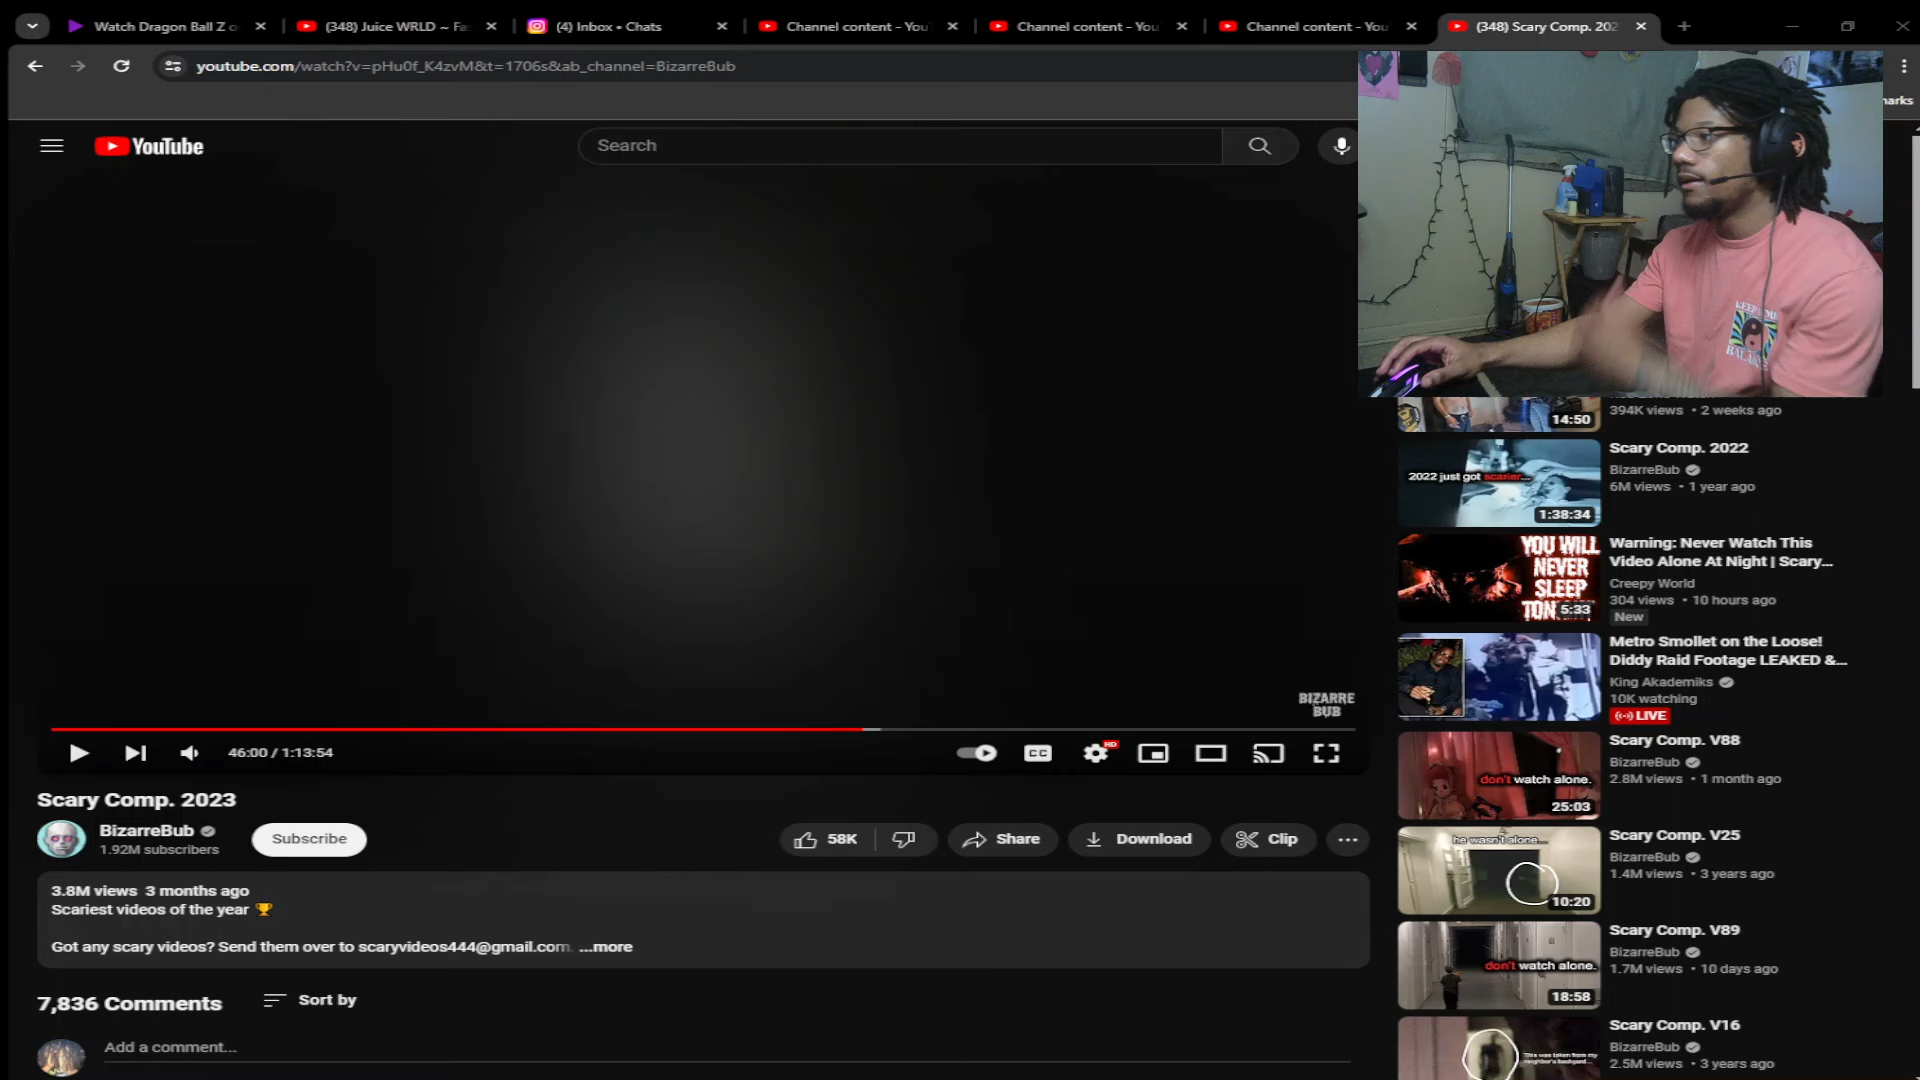 Watch Dragon Ball Z o
(348) Juice WRLD ~ Fa
(4) Inbox • Chats
Channel content - YouT
Channel content - You
Channel content - You
(348) Scary Comp. 202
youtube.com/watch?v=pHu0f_K4zvM&t=1706s&ab_channel=BizarreBub
arks
YouTube
Search
KEEP YOUR
BALANCE
BIZARRE
BUB
46:00 / 1:13:54
CC
HD
Scary Comp. 2023
BizarreBub
1.92M subscribers
Subscribe
58K
Share
Download
Clip
3.8M views 3 months ago
Scariest videos of the year 🏆
Got any scary videos? Send them over to scaryvideos444@gmail.com. ...more
7,836 Comments
Sort by
Add a comment...
14:50
394K views • 2 weeks ago
2022 just got scarier...
1:38:34
Scary Comp. 2022
BizarreBub
6M views • 1 year ago
YOU WILL
NEVER
SLEEP
TON
5:33
Warning: Never Watch This
Video Alone At Night | Scary...
Creepy World
304 views • 10 hours ago
New
Metro Smollet on the Loose!
Diddy Raid Footage LEAKED &...
King Akademiks
10K watching
LIVE
don't watch alone.
25:03
Scary Comp. V88
BizarreBub
2.8M views • 1 month ago
he wasn't alone...
10:20
Scary Comp. V25
BizarreBub
1.4M views • 3 years ago
don't watch alone.
18:58
Scary Comp. V89
BizarreBub
1.7M views • 10 days ago
This was taken from my
neighbor's backyard...
Scary Comp. V16
BizarreBub
2.5M views • 3 years ago